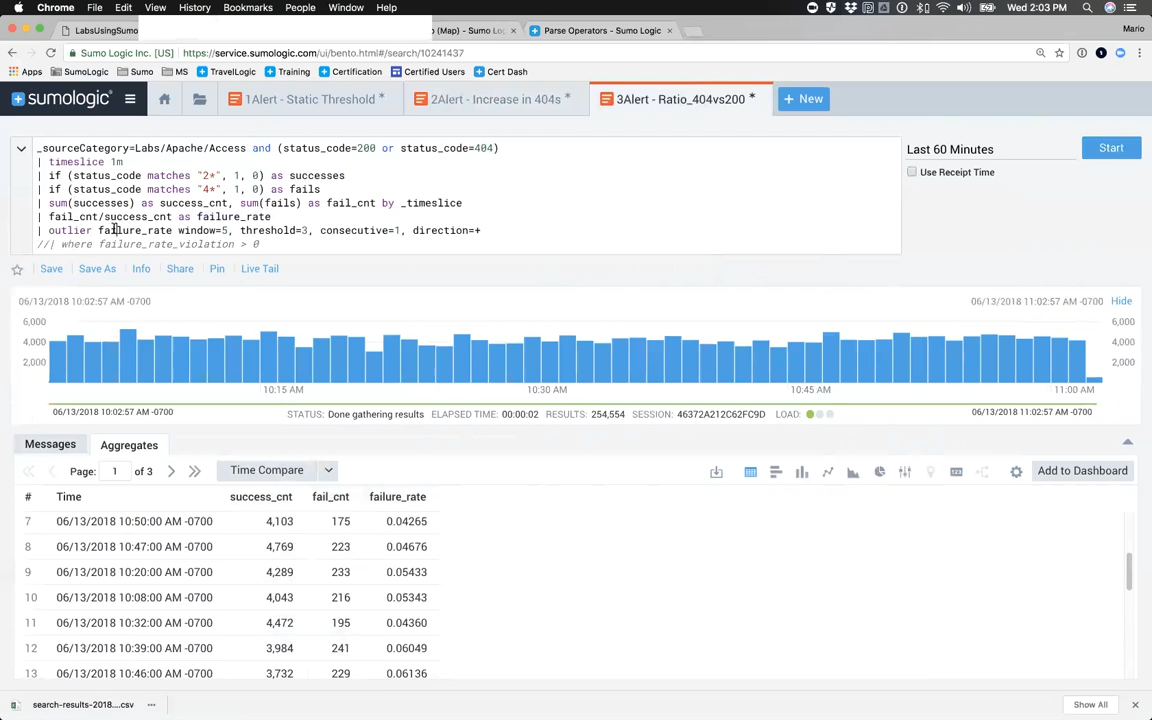 Chrome File Edit View History Bookmarks People Window Help Wed 2:03 PM
LabsUsingSumo (Map) - Sumo Lo Parse Operators - Sumo Logic × Mario
Sumo Logic Inc. [US] https://service.sumologic.com/ui/bento.html#/search/10241437
Apps SumoLogic Sumo MS TravelLogic Training Certification Certified Users Cert Dash
sumologic 1Alert - Static Threshold * 2Alert - Increase in 404s * 3Alert - Ratio_404vs200 * × + New
_sourceCategory=Labs/Apache/Access and (status_code=200 or status_code=404)
| timeslice 1m
| if (status_code matches "2*", 1, 0) as successes
| if (status_code matches "4*", 1, 0) as fails
| sum(successes) as success_cnt, sum(fails) as fail_cnt by _timeslice
| fail_cnt/success_cnt as failure_rate
| outlier failure_rate window=5, threshold=3, consecutive=1, direction=+
//| where failure_rate_violation > 0
Last 60 Minutes Start
Use Receipt Time
Save Save As Info Share Pin Live Tail
06/13/2018 10:02:57 AM -0700 06/13/2018 11:02:57 AM -0700 Hide
6,000 6,000
4,000 4,000
2,000 2,000
10:15 AM 10:30 AM 10:45 AM 11:00 AM
06/13/2018 10:02:57 AM -0700 STATUS: Done gathering results ELAPSED TIME: 00:00:02 RESULTS: 254,554 SESSION: 46372A212C62FC9D LOAD: 06/13/2018 11:02:57 AM -0700
Messages Aggregates
Page: 1 of 3 Time Compare Add to Dashboard
# Time success_cnt fail_cnt failure_rate
7 06/13/2018 10:50:00 AM -0700 4,103 175 0.04265
8 06/13/2018 10:47:00 AM -0700 4,769 223 0.04676
9 06/13/2018 10:20:00 AM -0700 4,289 233 0.05433
10 06/13/2018 10:08:00 AM -0700 4,043 216 0.05343
11 06/13/2018 10:32:00 AM -0700 4,472 195 0.04360
12 06/13/2018 10:39:00 AM -0700 3,984 241 0.06049
13 06/13/2018 10:46:00 AM -0700 3,732 229 0.06136
search-results-2018....csv Show All